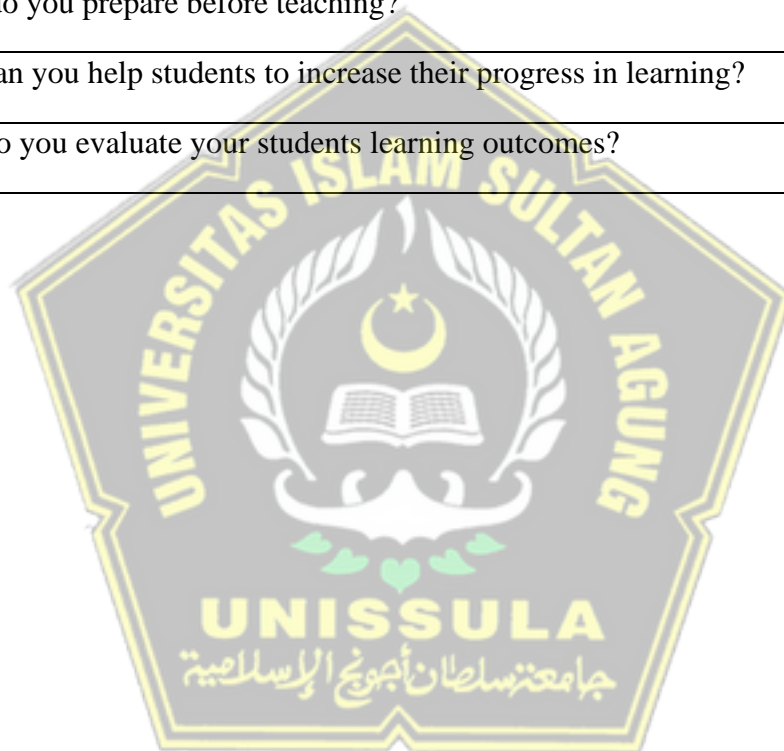 do you prepare before teaching?
an you help students to increase their progress in learning?
o you evaluate your students learning outcomes?
UNIVERSITAS ISLAM SULTAN AGUNG
UNISSULA
جامعة سلطان أجونج الإسلامية